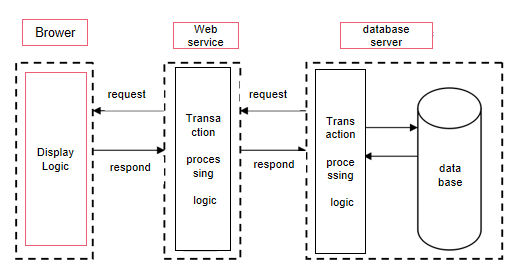 Brower
Web
service
database
server
request
request
Display
Logic
respond
Transa
ction
proces
sing
logic
respond
Trans
action
proce
ssing
logic
data
base